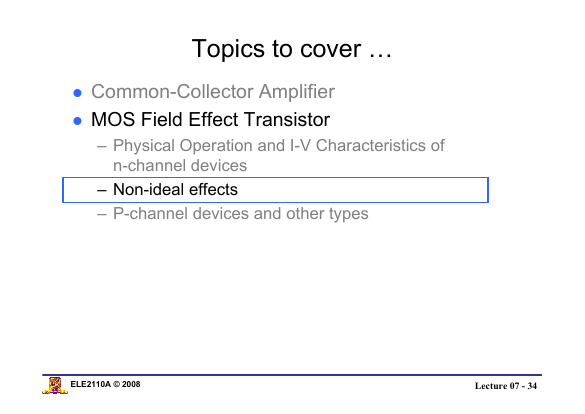 Topics to cover …
● Common-Collector Amplifier
● MOS Field Effect Transistor
– Physical Operation and I-V Characteristics of
n-channel devices
– Non-ideal effects
– P-channel devices and other types
ELE2110A © 2008
Lecture 07 - 34